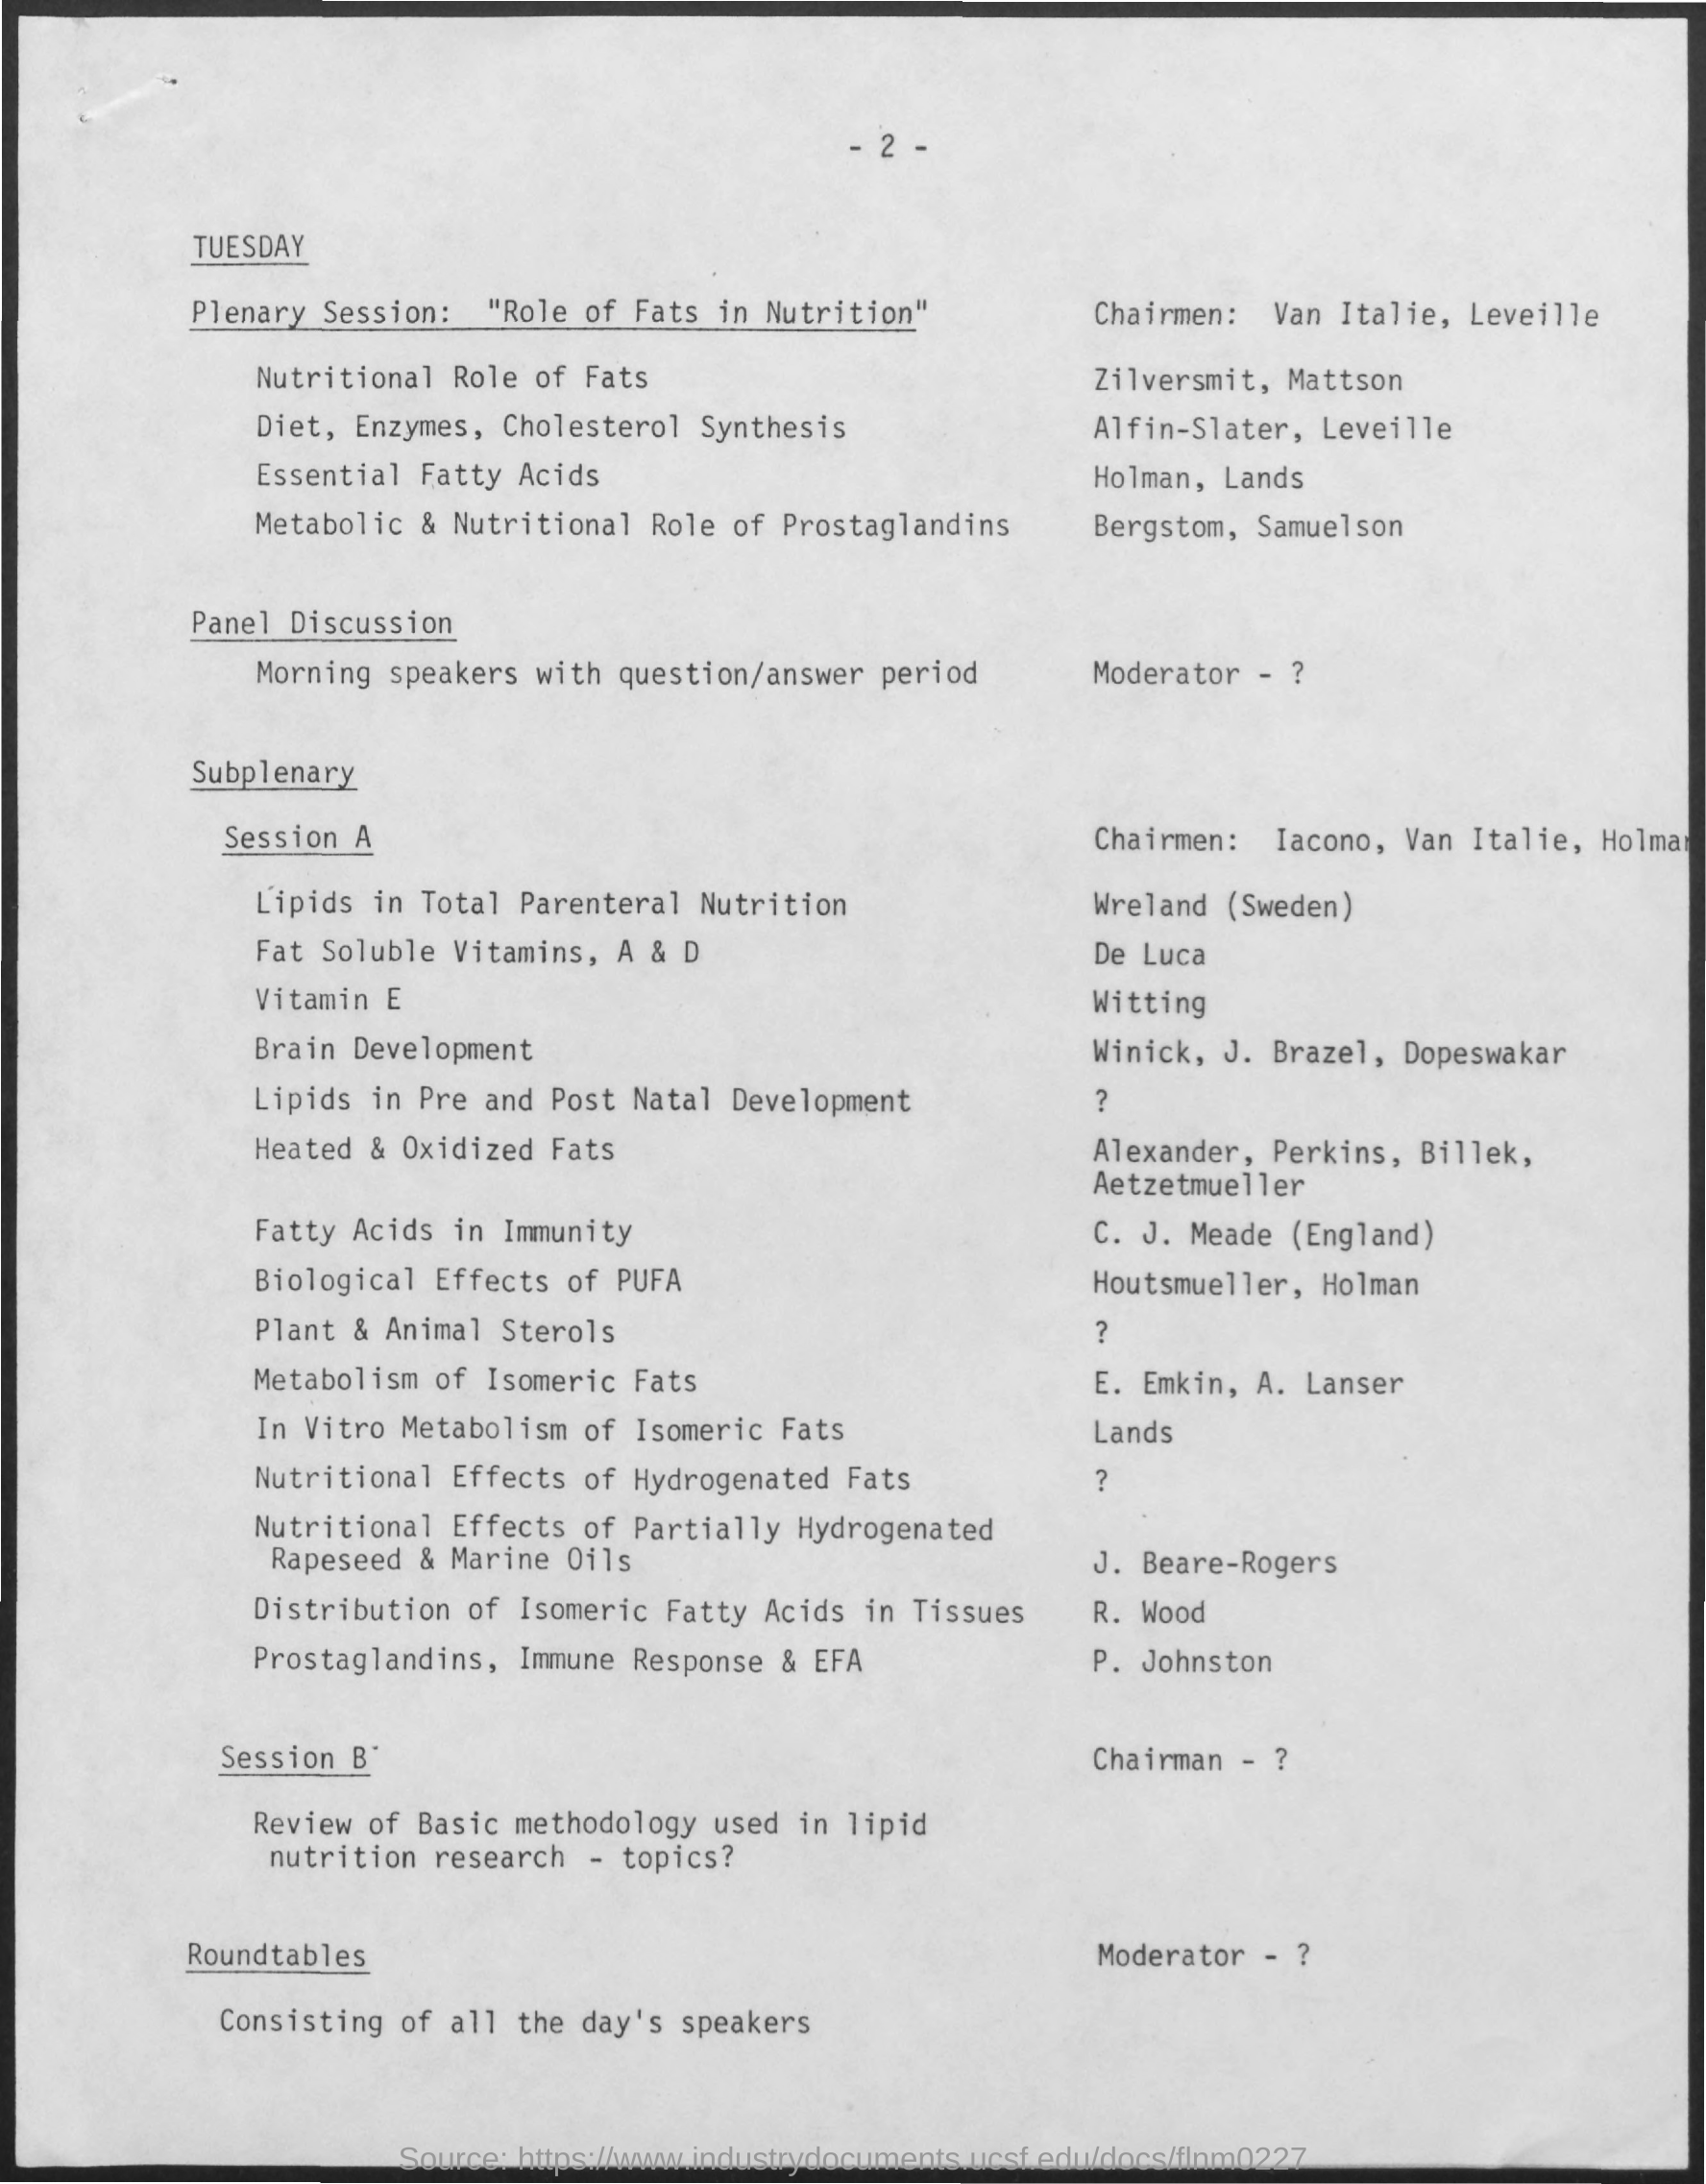 - 2 -
TUESDAY
Plenary Session: "Role of Fats in Nutrition" Chairmen: Van Italie, Leveille
Nutritional Role of Fats Zilversmit, Mattson
Diet, Enzymes, Cholesterol Synthesis Alfin-Slater, Leveille
Essential Fatty Acids Holman, Lands
Metabolic & Nutritional Role of Prostaglandins Bergstom, Samuelson
Panel Discussion
Morning speakers with question/answer period Moderator - ?
Subplenary
Session A Chairmen: Iacono, Van Italie, Holman
Lipids in Total Parenteral Nutrition Wreland (Sweden)
Fat Soluble Vitamins, A & D De Luca
Vitamin E Witting
Brain Development Winick, J. Brazel, Dopeswakar
Lipids in Pre and Post Natal Development ?
Heated & Oxidized Fats Alexander, Perkins, Billek,
Aetzetmueller
Fatty Acids in Immunity C. J. Meade (England)
Biological Effects of PUFA Houtsmueller, Holman
Plant & Animal Sterols ?
Metabolism of Isomeric Fats E. Emkin, A. Lanser
In Vitro Metabolism of Isomeric Fats Lands
Nutritional Effects of Hydrogenated Fats ?
Nutritional Effects of Partially Hydrogenated
Rapeseed & Marine Oils J. Beare-Rogers
Distribution of Isomeric Fatty Acids in Tissues R. Wood
Prostaglandins, Immune Response & EFA P. Johnston
Session B Chairman - ?
Review of Basic methodology used in lipid
nutrition research - topics?
Roundtables Moderator - ?
Consisting of all the day's speakers
Source: https://www.industrydocuments.ucsf.edu/docs/flnm0227